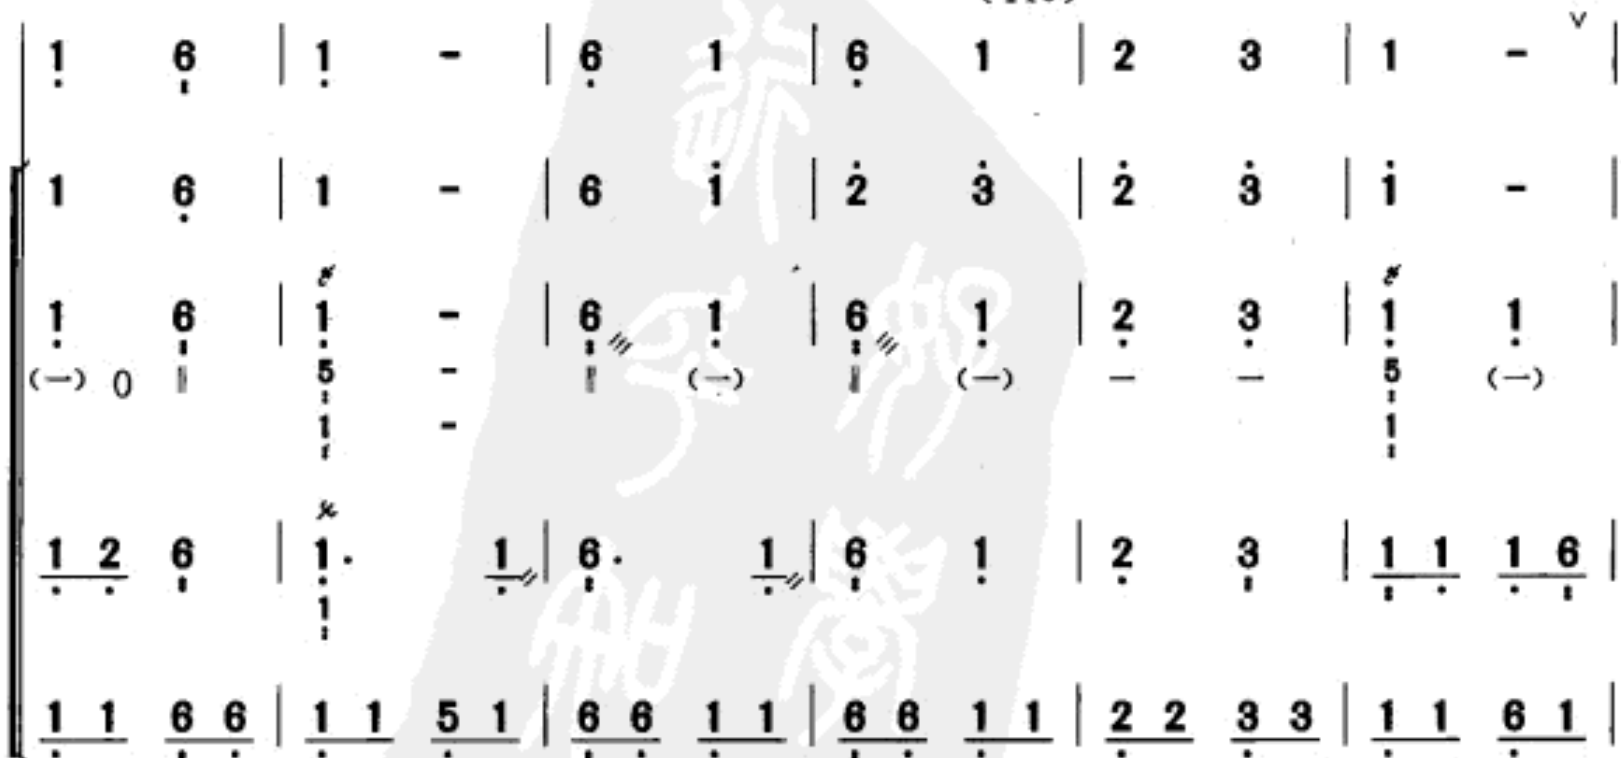 1 6 | 1 - | 6 1 | 6 1 | 2 3 | 1 - ∨ |
1 6 | 1 - | 6 1 | 2 3 | 2 3 | 1 - |
1 6 | 1 - | 6 1 | 6 1 | 2 3 | 1 1 |
(一) 0 ‖ 5 - ‖ (一) ‖ (一) 一 一 5 (一)
1 - 1
1 2 6 | 1. 1 | 6. 1 | 6 1 | 2 3 | 1 1 1 6 |
1
1 1 6 6 | 1 1 5 1 | 6 6 1 1 | 6 6 1 1 | 2 2 3 3 | 1 1 6 1 |